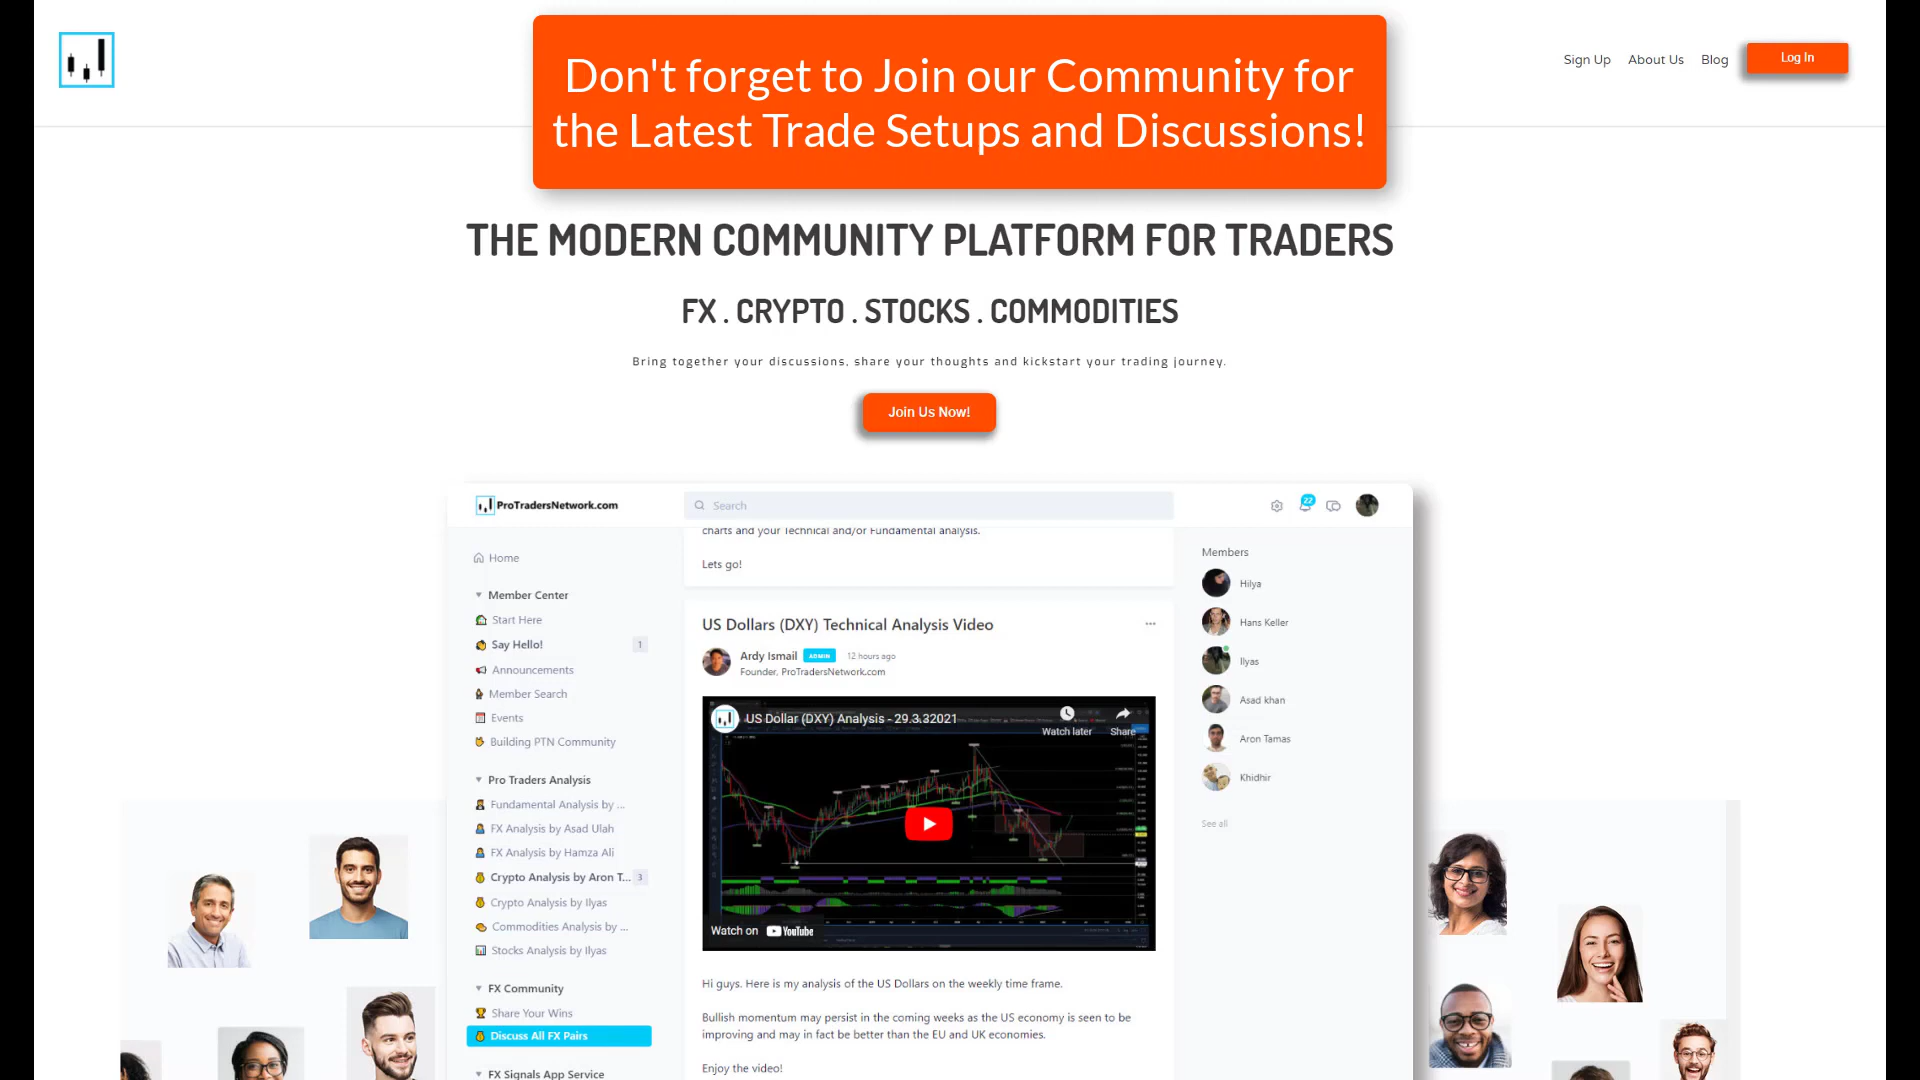 Don't forget to Join our Community for
the Latest Trade Setups and Discussions!
Sign Up
About Us
Blog
Log In
THE MODERN COMMUNITY PLATFORM FOR TRADERS
FX . CRYPTO . STOCKS . COMMODITIES
Bring together your discussions, share your thoughts and kickstart your trading journey.
Join Us Now!
ProTradersNetwork.com
Search
22
Home
Member Center
Start Here
Say Hello!
1
Announcements
Member Search
Events
Building PTN Community
Pro Traders Analysis
Fundamental Analysis by ...
FX Analysis by Asad Ulah
FX Analysis by Hamza Ali
Crypto Analysis by Aron T...
3
Crypto Analysis by Ilyas
Commodities Analysis by ...
Stocks Analysis by Ilyas
FX Community
Share Your Wins
Discuss All FX Pairs
FX Signals App Service
charts and your Technical and/or Fundamental analysis.
Lets go!
US Dollars (DXY) Technical Analysis Video
Ardy Ismail
ADMIN
12 hours ago
Founder, ProTradersNetwork.com
US Dollar (DXY) Analysis - 29.3.32021
Watch later
Share
Watch on
YouTube
Hi guys. Here is my analysis of the US Dollars on the weekly time frame.
Bullish momentum may persist in the coming weeks as the US economy is seen to be
improving and may in fact be better than the EU and UK economies.
Enjoy the video!
Members
Hilya
Hans Keller
Ilyas
Asad khan
Aron Tamas
Khidhir
See all